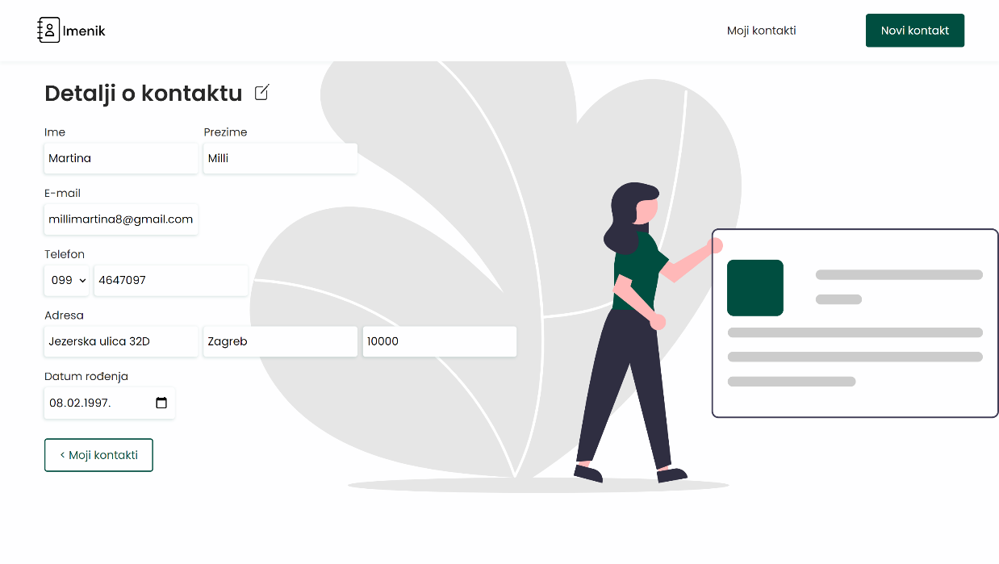 Imenik
Moji kontakti
Novi kontakt
Detalji o kontaktu
Ime
Prezime
Martina
Milli
E-mail
millimartina8@gmail.com
Telefon
099
4647097
Adresa
Jezerska ulica 32D
Zagreb
10000
Datum rođenja
08.02.1997.
< Moji kontakti